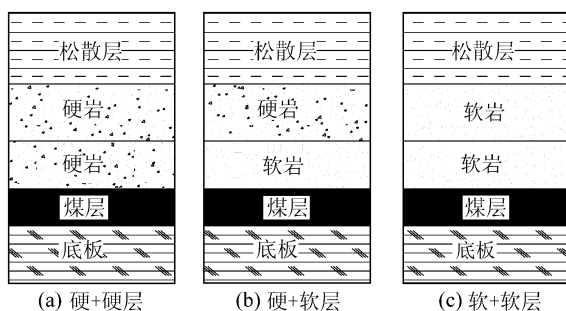 松散层
松散层
松散层
硬岩
硬岩
软岩
硬岩
软岩
软岩
煤层
煤层
煤层
底板
底板
底板
(a) 硬+硬层
(b) 硬+软层
(c) 软+软层